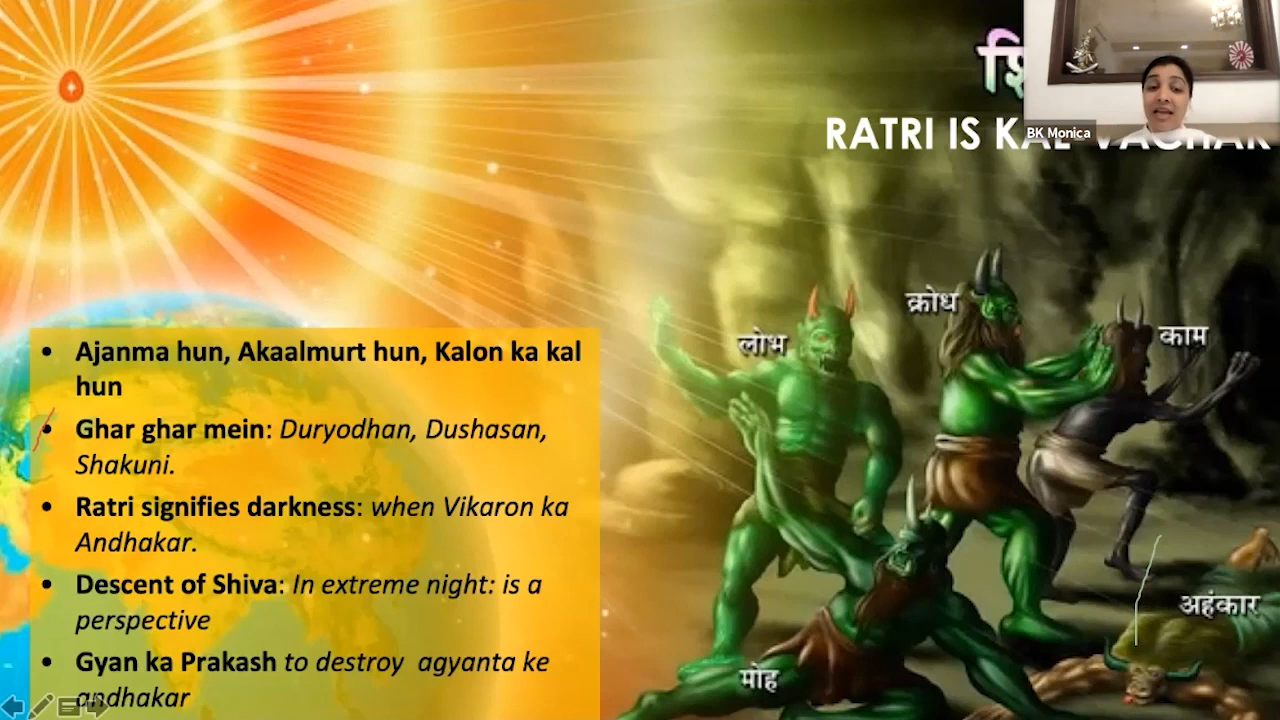 RATRI IS
BK Monica
क्रोध
लोभ
काम
अहंकार
मोह
• Ajanma hun, Akaalmurt hun, Kalon ka kal
hun
• Ghar ghar mein: Duryodhan, Dushasan,
Shakuni.
• Ratri signifies darkness: when Vikaron ka
Andhakar.
• Descent of Shiva: In extreme night: is a
perspective
• Gyan ka Prakash to destroy agyanta ke
andhakar